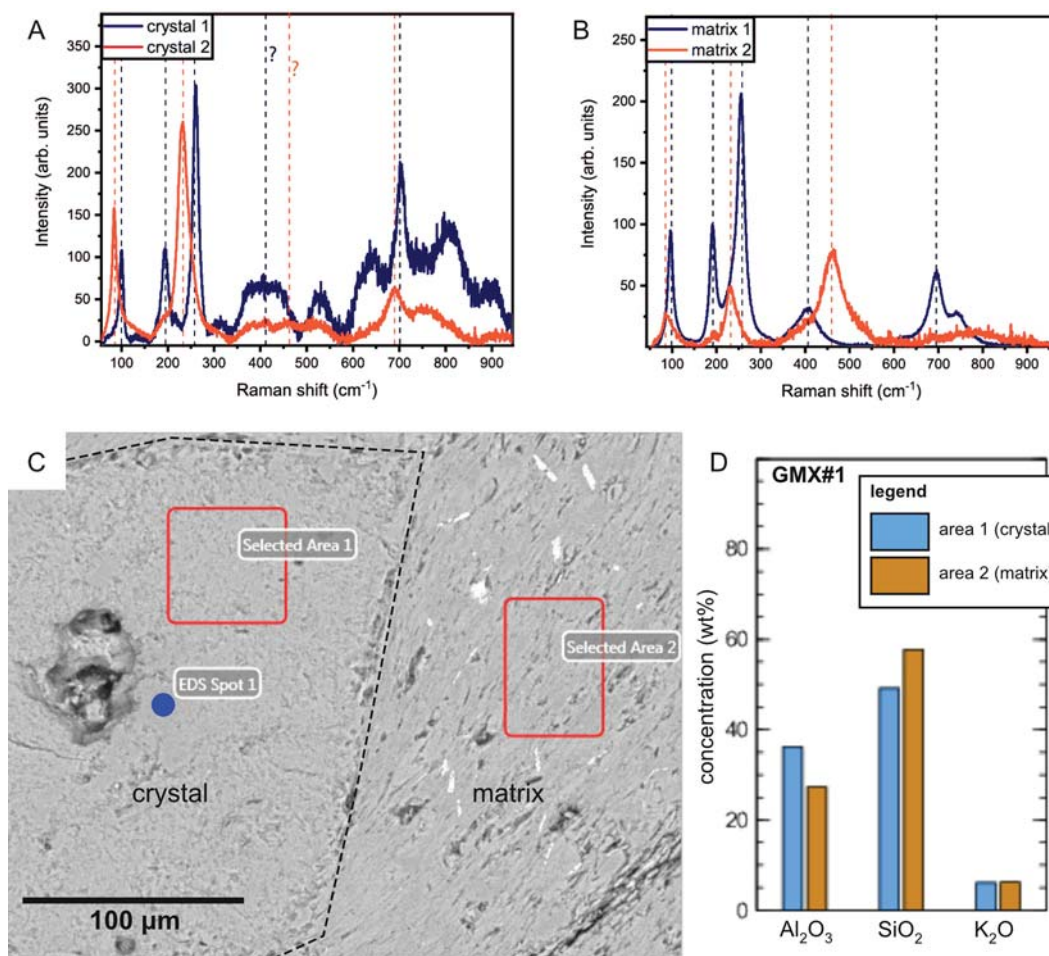 A
crystal 1
crystal 2
?
?
350
300
250
200
150
100
50
0
Intensity (arb. units)
100 200 300 400 500 600 700 800 900
Raman shift (cm⁻¹)
B
matrix 1
matrix 2
250
200
150
100
50
0
Intensity (arb. units)
100 200 300 400 500 600 700 800 900
Raman shift (cm⁻¹)
C
Selected Area 1
Selected Area 2
EDS Spot 1
crystal
matrix
100 µm
D
GMX#1
legend
area 1 (crystal
area 2 (matrix)
80
60
40
20
0
concentration (wt%)
Al₂O₃ SiO₂ K₂O